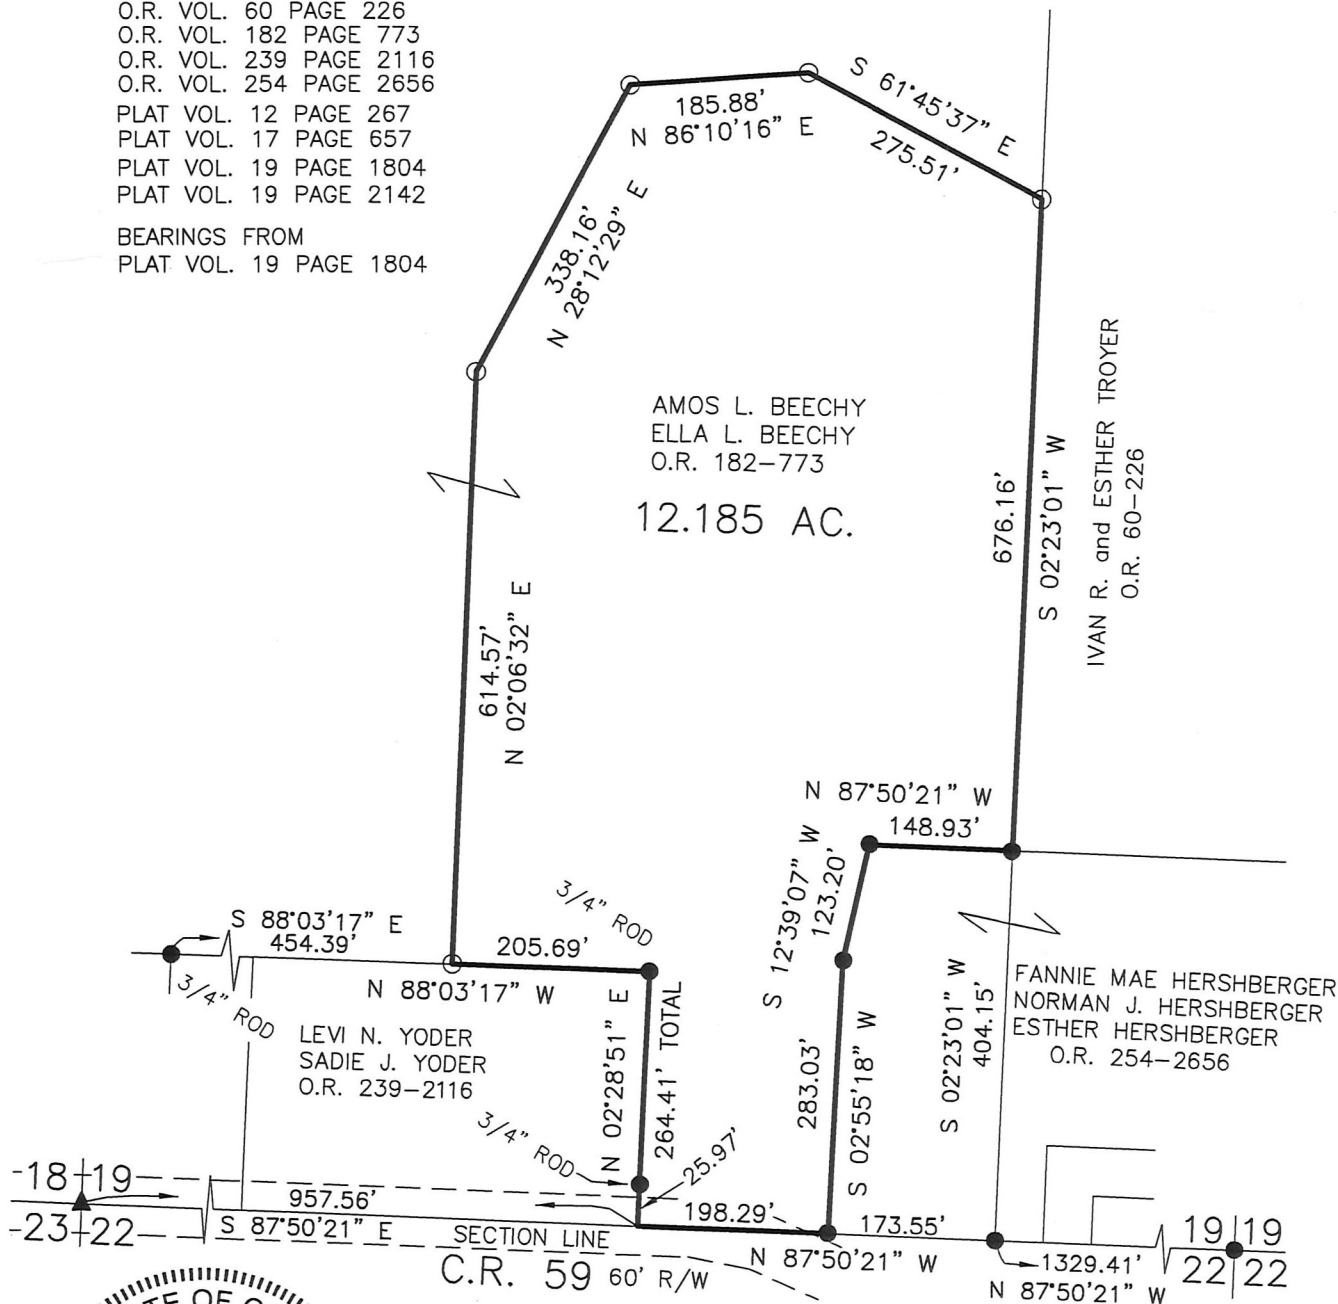 O.R. VOL. 60 PAGE 226
O.R. VOL. 182 PAGE 773
O.R. VOL. 239 PAGE 2116
O.R. VOL. 254 PAGE 2656
PLAT VOL. 12 PAGE 267
PLAT VOL. 17 PAGE 657
PLAT VOL. 19 PAGE 1804
PLAT VOL. 19 PAGE 2142
BEARINGS FROM
PLAT VOL. 19 PAGE 1804
185.88'
N 86°10'16" E
S 61°45'37" E
275.51'
338.16'
N 28°12'29" E
AMOS L. BEECHY
ELLA L. BEECHY
O.R. 182-773
12.185 AC.
676.16'
S 02°23'01" W
IVAN R. and ESTHER TROYER
O.R. 60-226
614.57'
N 02°06'32" E
N 87°50'21" W
148.93'
S 12°39'07" W
123.20'
3/4" ROD
S 88°03'17" E
454.39'
205.69'
N 88°03'17" W
3/4" ROD
LEVI N. YODER
SADIE J. YODER
O.R. 239-2116
N 02°28'51" E
264.41' TOTAL
283.03'
S 02°55'18" W
S 02°23'01" W
404.15'
FANNIE MAE HERSHBERGER
NORMAN J. HERSHBERGER
ESTHER HERSHBERGER
O.R. 254-2656
3/4" ROD
25.97'
18 19
23 22
957.56'
S 87°50'21" E
SECTION LINE
198.29'
N 87°50'21" W
173.55'
1329.41'
N 87°50'21" W
19 19
22 22
C.R. 59 60' R/W